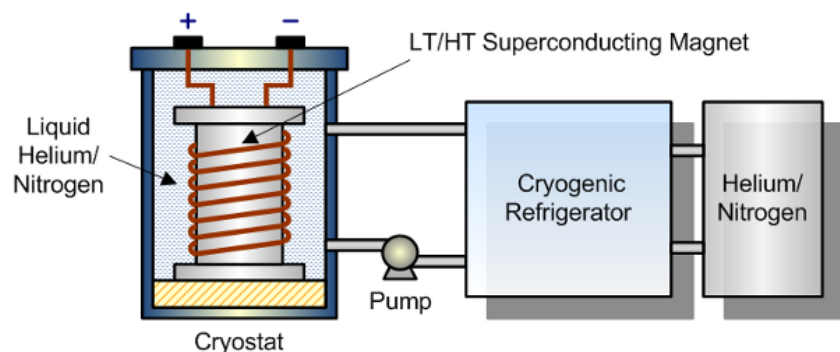 + −
LT/HT Superconducting Magnet
Liquid
Helium/
Nitrogen
Cryogenic
Refrigerator
Helium/
Nitrogen
Pump
Cryostat